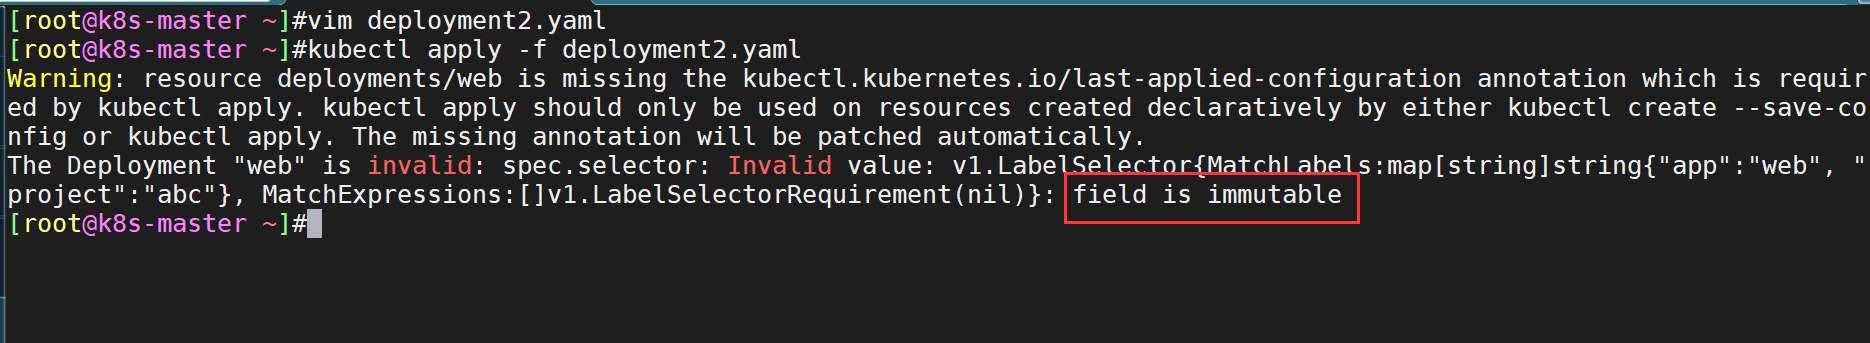 [root@k8s-master ~]#vim deployment2.yaml
[root@k8s-master ~]#kubectl apply -f deployment2.yaml
Warning: resource deployments/web is missing the kubectl.kubernetes.io/last-applied-configuration annotation which is requir
ed by kubectl apply. kubectl apply should only be used on resources created declaratively by either kubectl create --save-co
nfig or kubectl apply. The missing annotation will be patched automatically.
The Deployment "web" is invalid: spec.selector: Invalid value: v1.LabelSelector{MatchLabels:map[string]string{"app":"web", "
project":"abc"}, MatchExpressions:[]v1.LabelSelectorRequirement(nil)}: field is immutable
[root@k8s-master ~]#